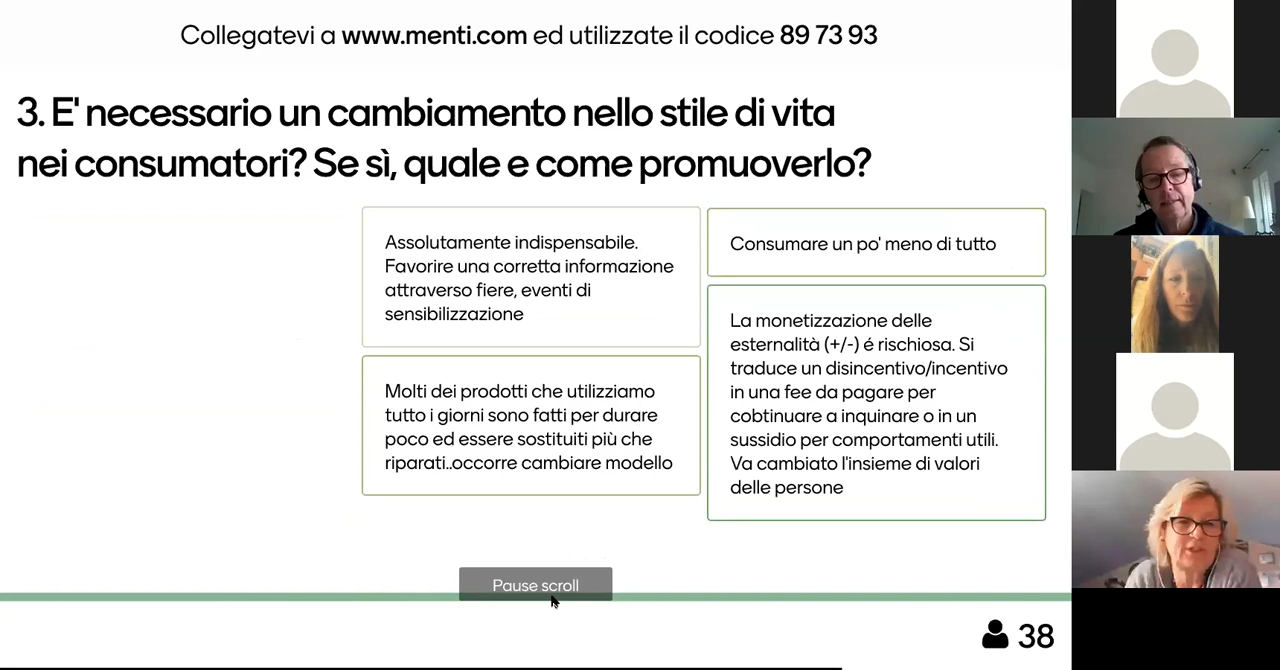 Collegatevi a www.menti.com ed utilizzate il codice 89 73 93
3. E' necessario un cambiamento nello stile di vita
nei consumatori? Se sì, quale e come promuoverlo?
Assolutamente indispensabile.
Favorire una corretta informazione
attraverso fiere, eventi di
sensibilizzazione
Molti dei prodotti che utilizziamo
tutto i giorni sono fatti per durare
poco ed essere sostituiti più che
riparati..occorre cambiare modello
Consumare un po' meno di tutto
La monetizzazione delle
esternalità (+/-) é rischiosa. Si
traduce un disincentivo/incentivo
in una fee da pagare per
cobtinuare a inquinare o in un
sussidio per comportamenti utili.
Va cambiato l'insieme di valori
delle persone
Pause scroll
38